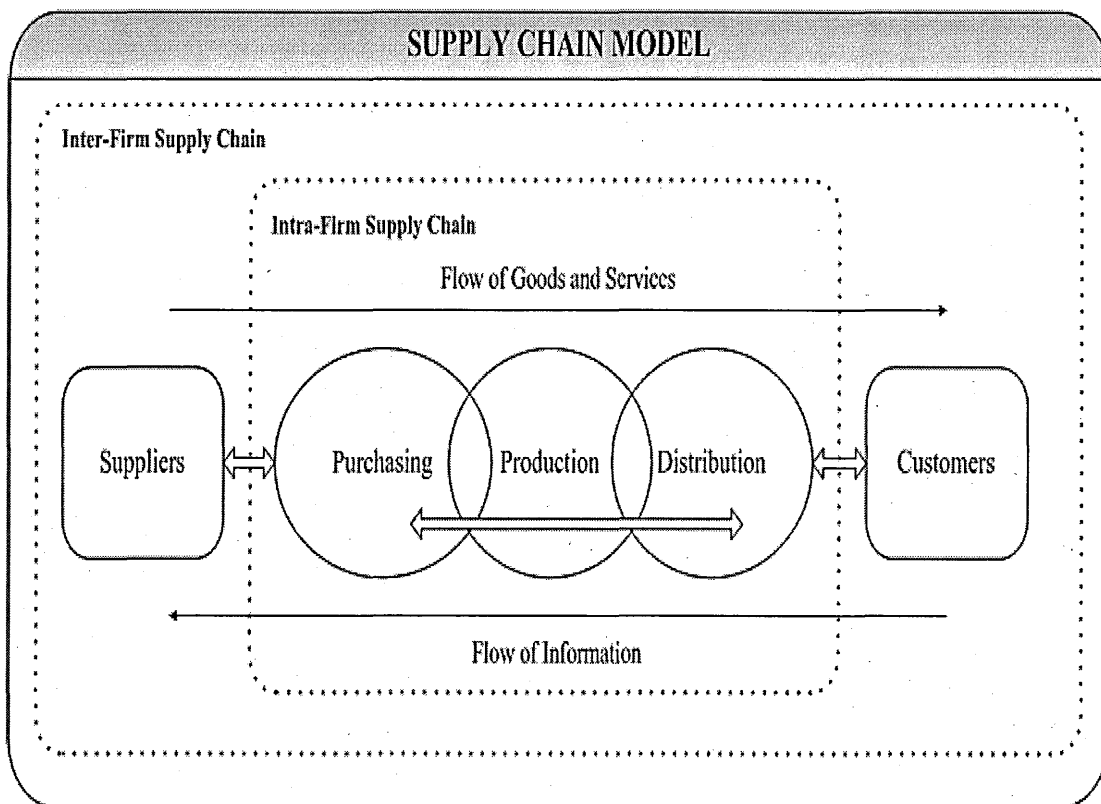 SUPPLY CHAIN MODEL
Inter-Firm Supply Chain
Intra-Firm Supply Chain
Flow of Goods and Services
Suppliers
Purchasing
Production
Distribution
Customers
Flow of Information